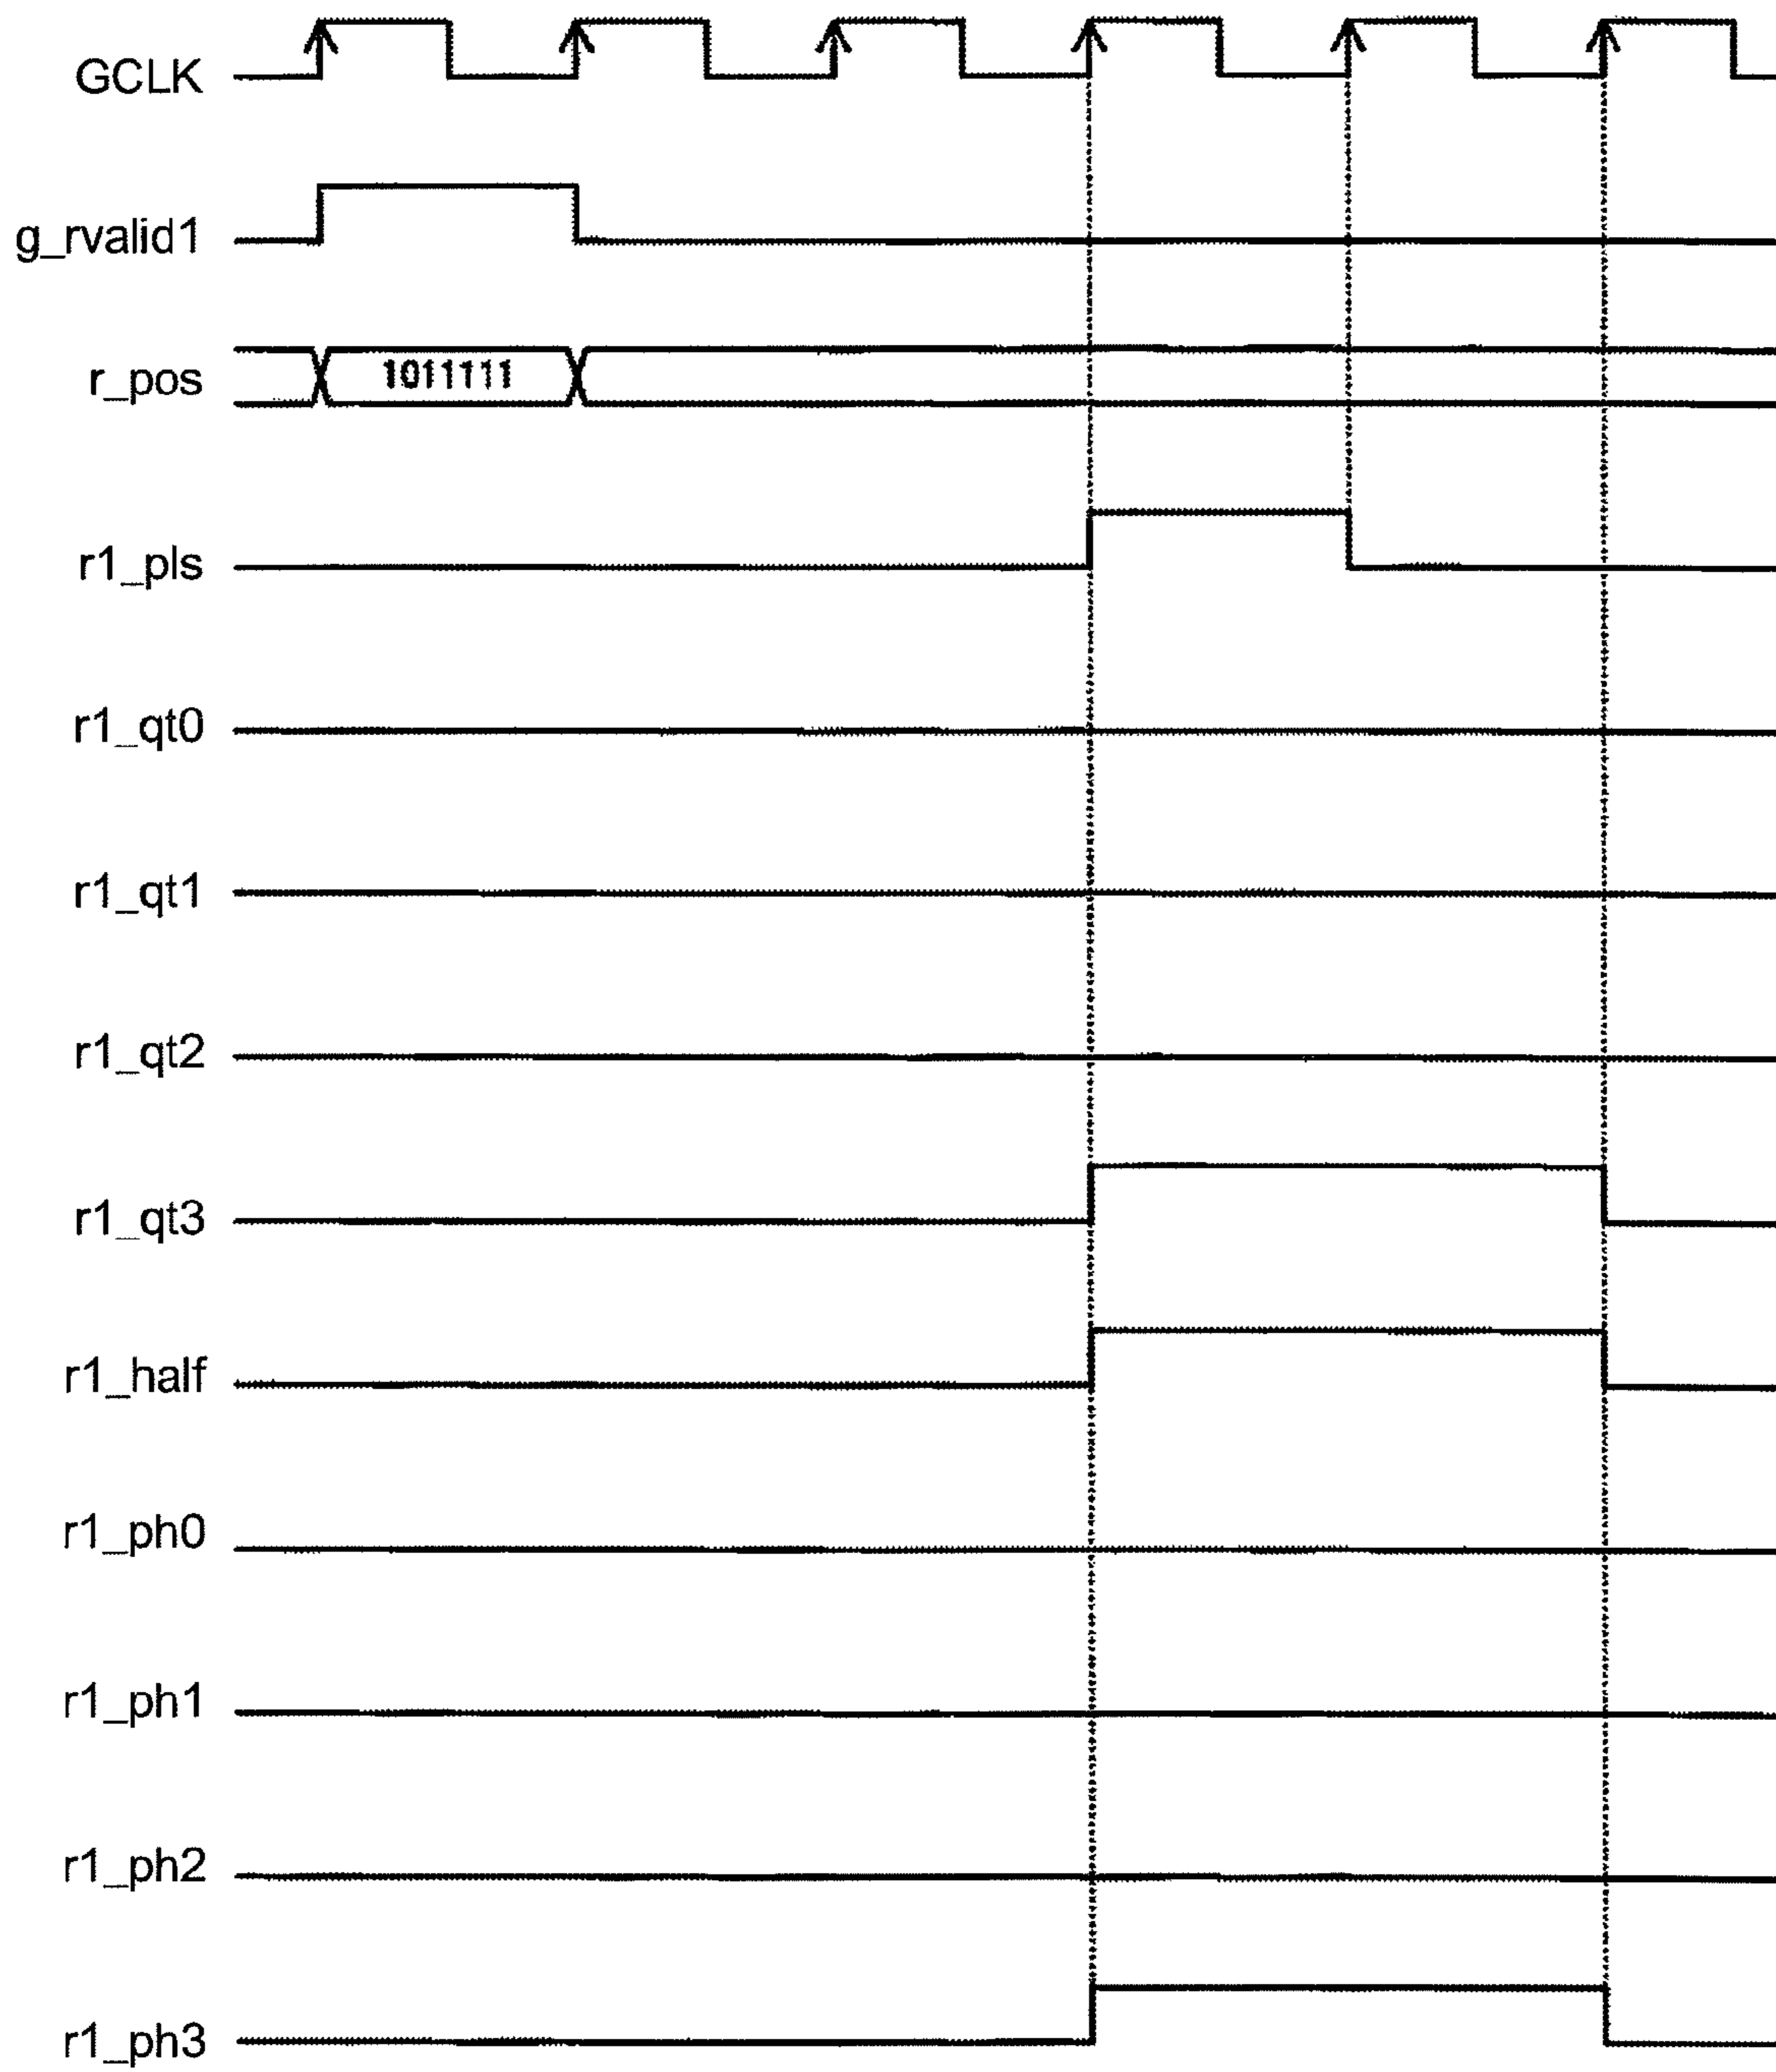 GCLK
g_rvalid1
r_pos
1011111
r1_pls
r1_qt0
r1_qt1
r1_qt2
r1_qt3
r1_half
r1_ph0
r1_ph1
r1_ph2
r1_ph3